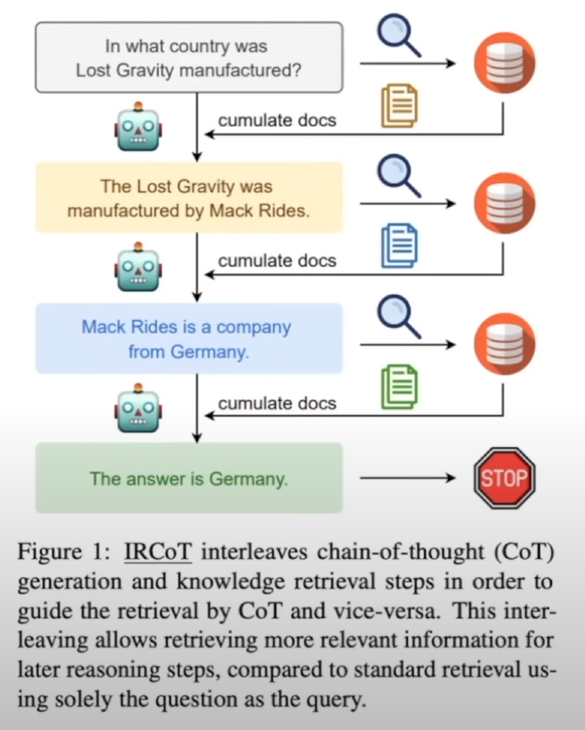 In what country was
Lost Gravity manufactured?
cumulate docs
The Lost Gravity was
manufactured by Mack Rides.
cumulate docs
Mack Rides is a company
from Germany.
cumulate docs
The answer is Germany.
STOP
Figure 1: IRCoT interleaves chain-of-thought (CoT)
generation and knowledge retrieval steps in order to
guide the retrieval by CoT and vice-versa. This inter-
leaving allows retrieving more relevant information for
later reasoning steps, compared to standard retrieval us-
ing solely the question as the query.